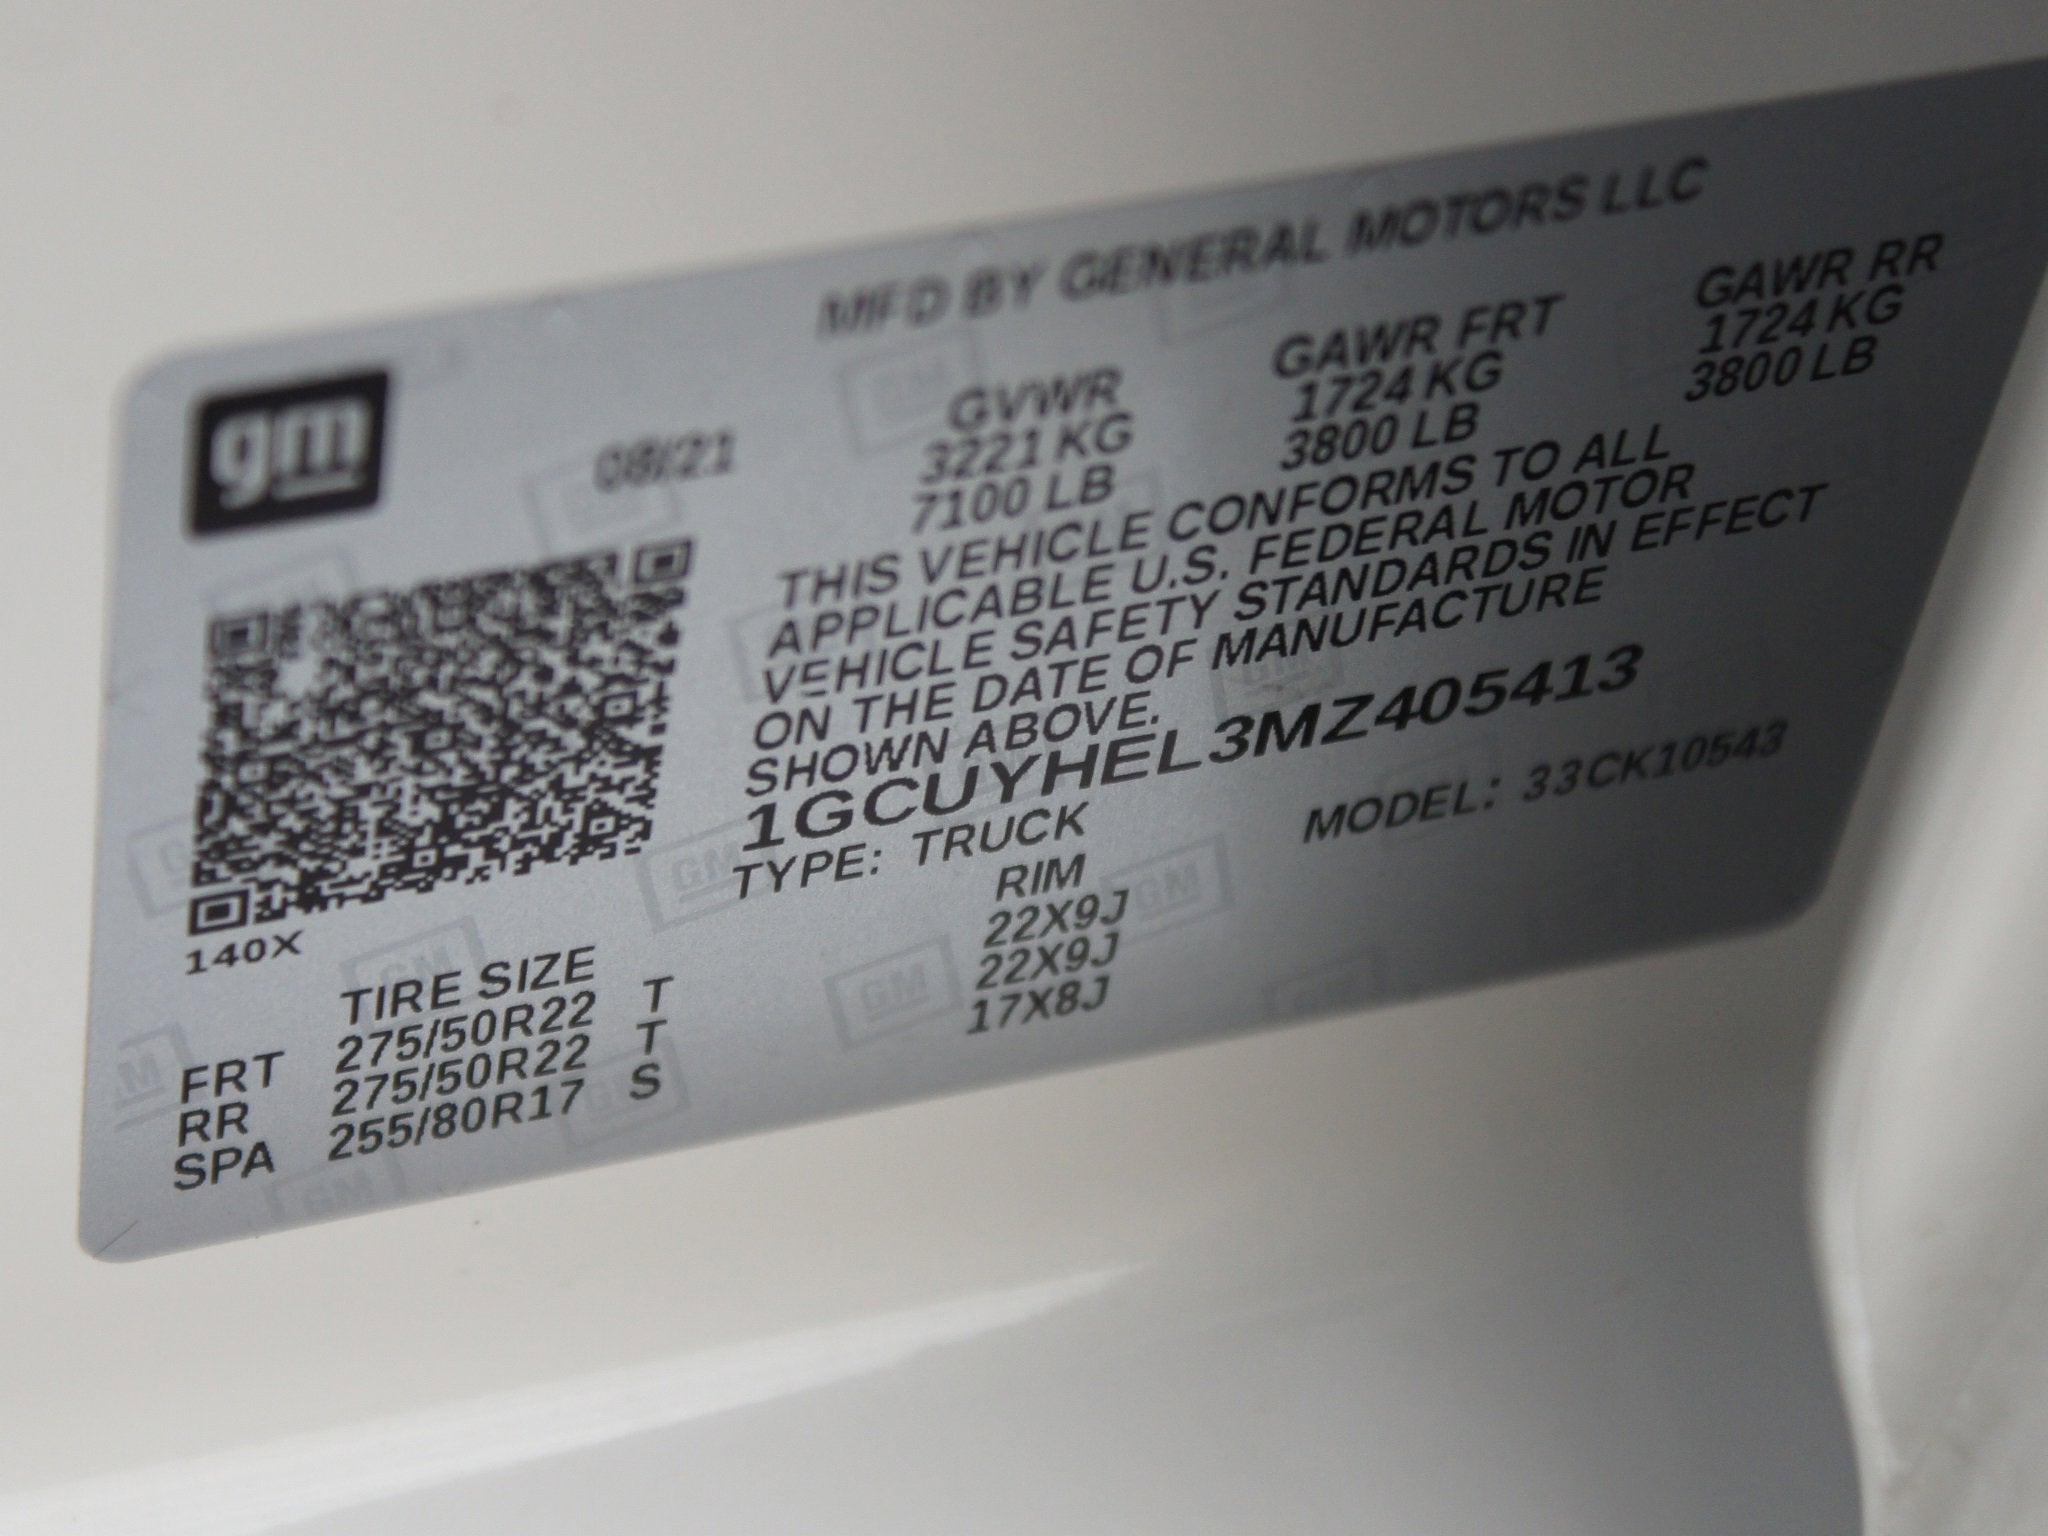 MFD BY GENERAL MOTORS LLC
gm
08/21
GVWR GAWR FRT GAWR RR
3221 KG 1724 KG 1724 KG
7100 LB 3800 LB 3800 LB
THIS VEHICLE CONFORMS TO ALL
APPLICABLE U.S. FEDERAL MOTOR
VEHICLE SAFETY STANDARDS IN EFFECT
ON THE DATE OF MANUFACTURE
SHOWN ABOVE.
1GCUYHEL3MZ405413
TYPE: TRUCK MODEL: 33CK10543
140X
TIRE SIZE RIM
FRT 275/50R22 T 22X9J
RR 275/50R22 T 22X9J
SPA 255/80R17 S 17X8J